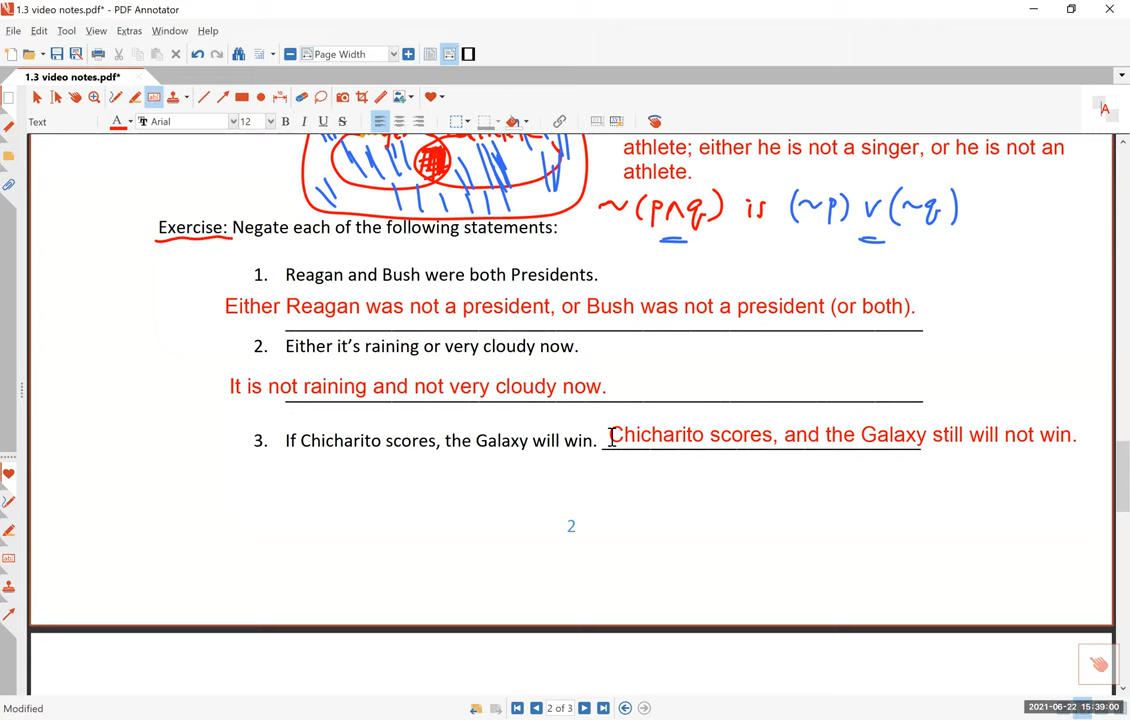 1.3 video notes.pdf* - PDF Annotator
File Edit Tool View Extras Window Help
Page Width
1.3 video notes.pdf*
Text Arial 12 B I U S
A
athlete; either he is not a singer, or he is not an
athlete.
~(p∧q) is (~p) ∨ (~q)
Exercise: Negate each of the following statements:
1. Reagan and Bush were both Presidents.
Either Reagan was not a president, or Bush was not a president (or both).
2. Either it's raining or very cloudy now.
It is not raining and not very cloudy now.
3. If Chicharito scores, the Galaxy will win. Chicharito scores, and the Galaxy still will not win.
2
Modified
2 of 3
2021-06-22 15:39:00